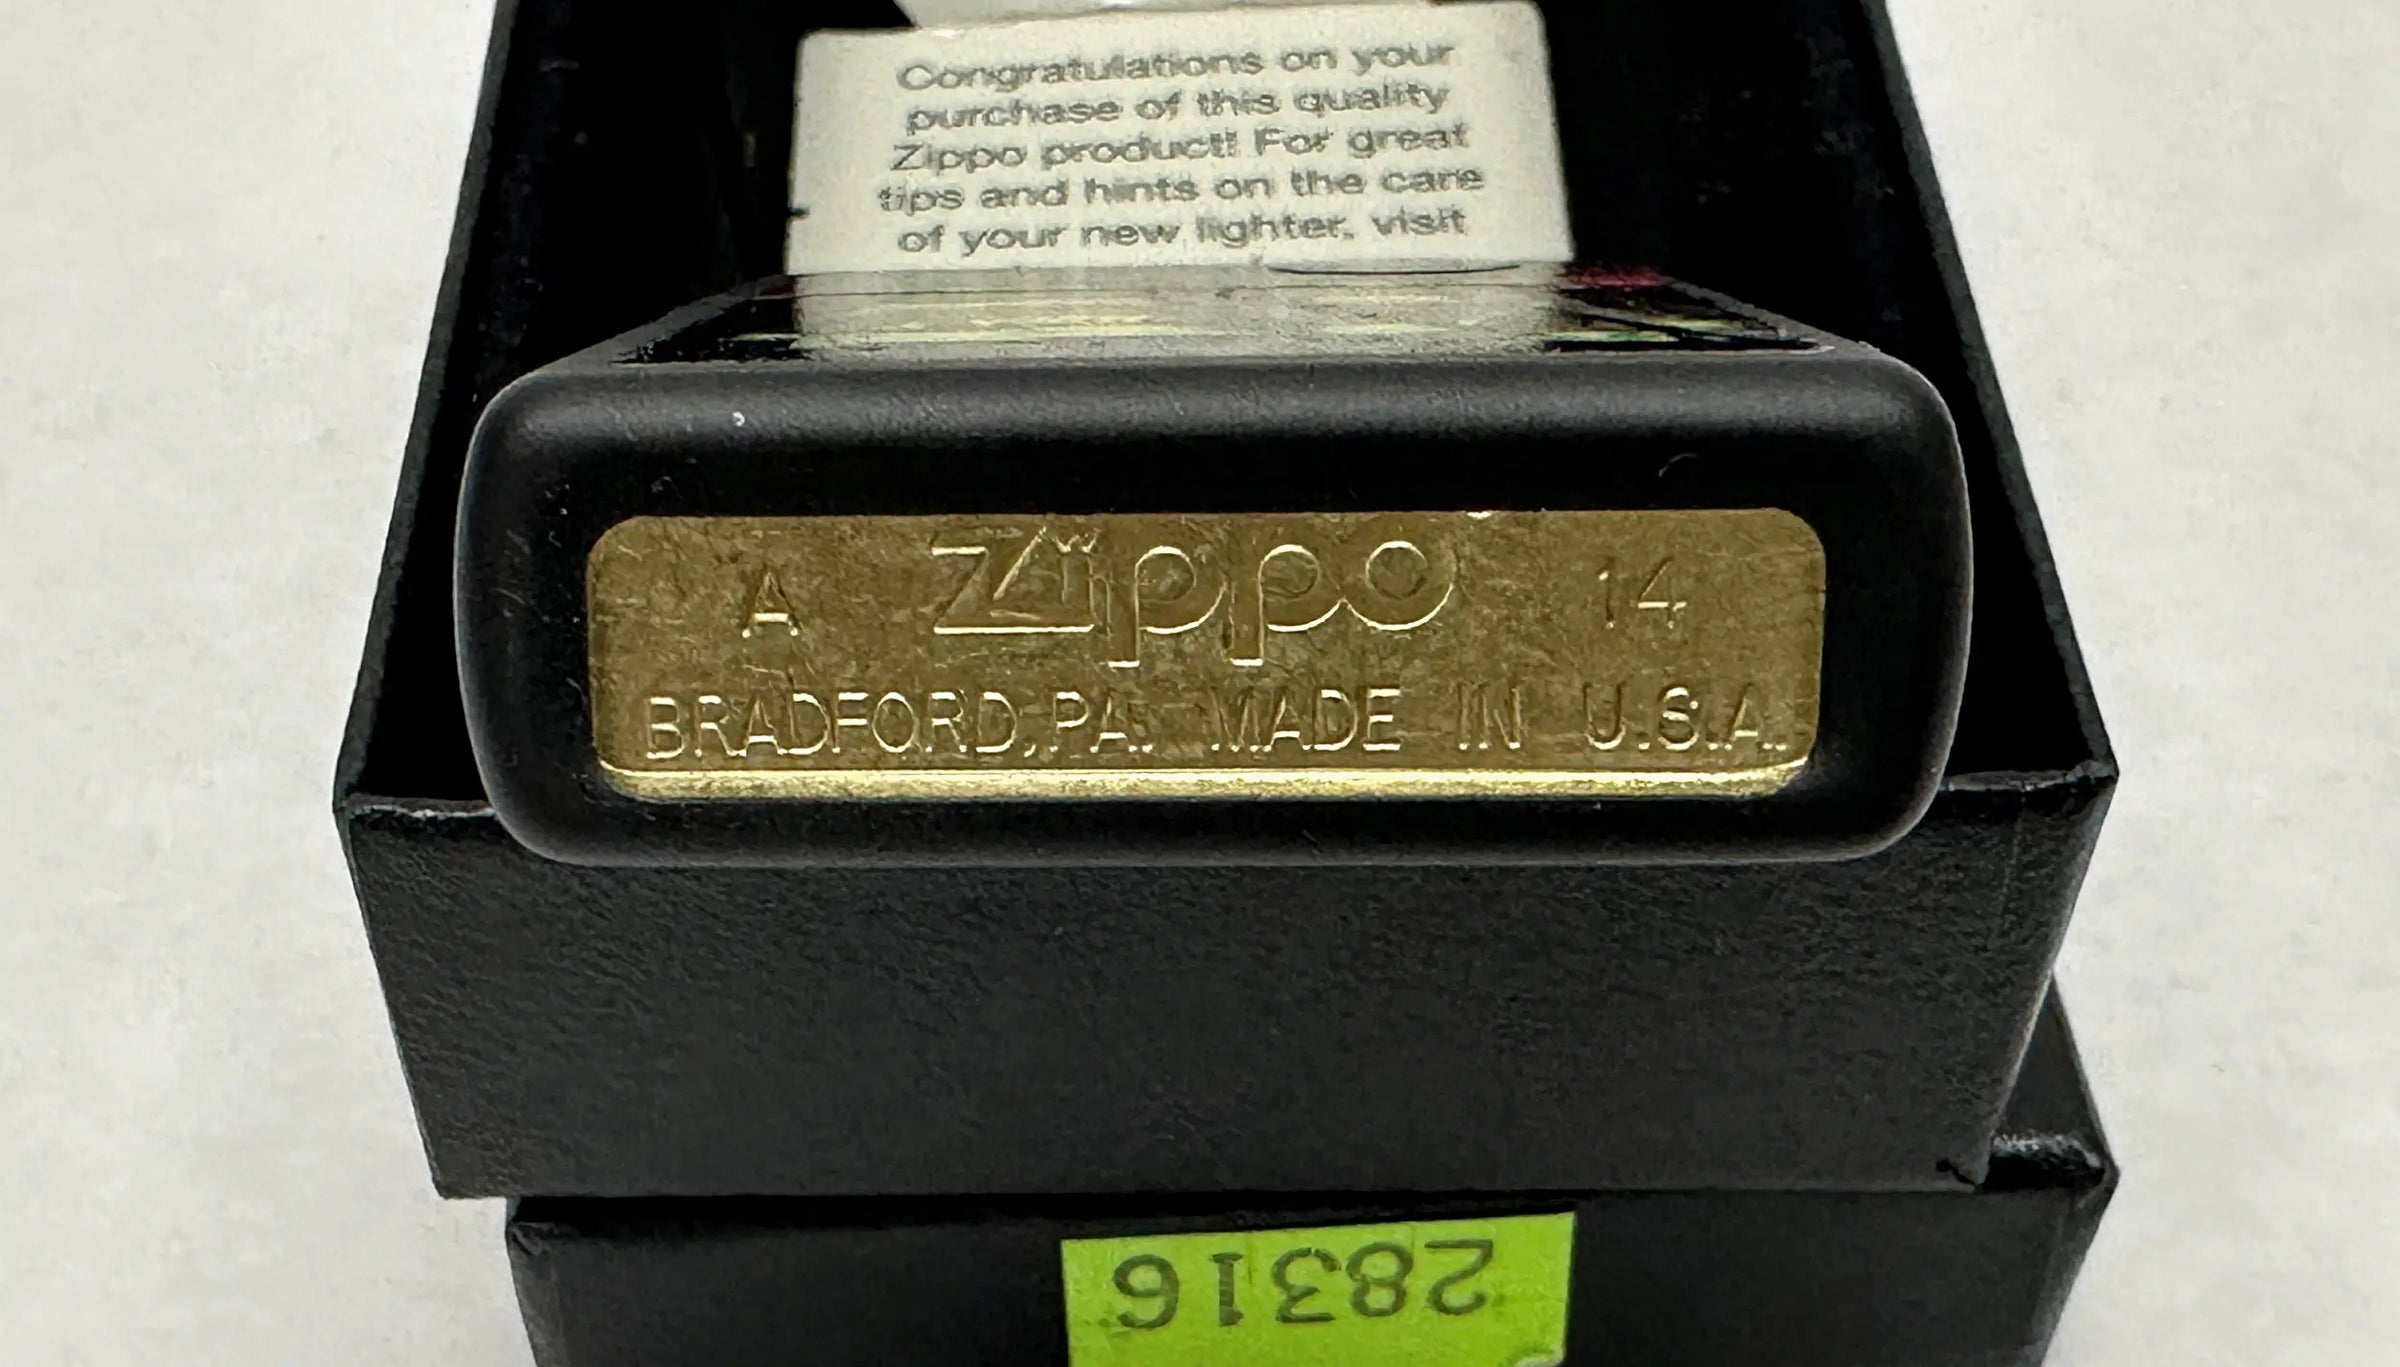 Congratulations on your
purchase of this quality
Zippo product! For great
tips and hints on the care
of your new lighter, visit
A Zippo 14
BRADFORD, PA. MADE IN U.S.A.
28316